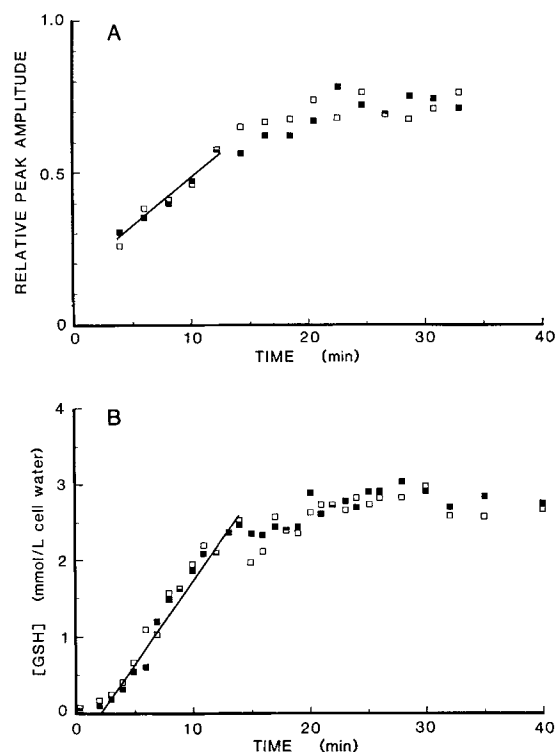 A
1.0
0.5
0
RELATIVE PEAK AMPLITUDE
0 10 20 30 40
TIME (min)
B
4
3
2
1
0
[GSH] (mmol/L cell water)
0 10 20 30 40
TIME (min)